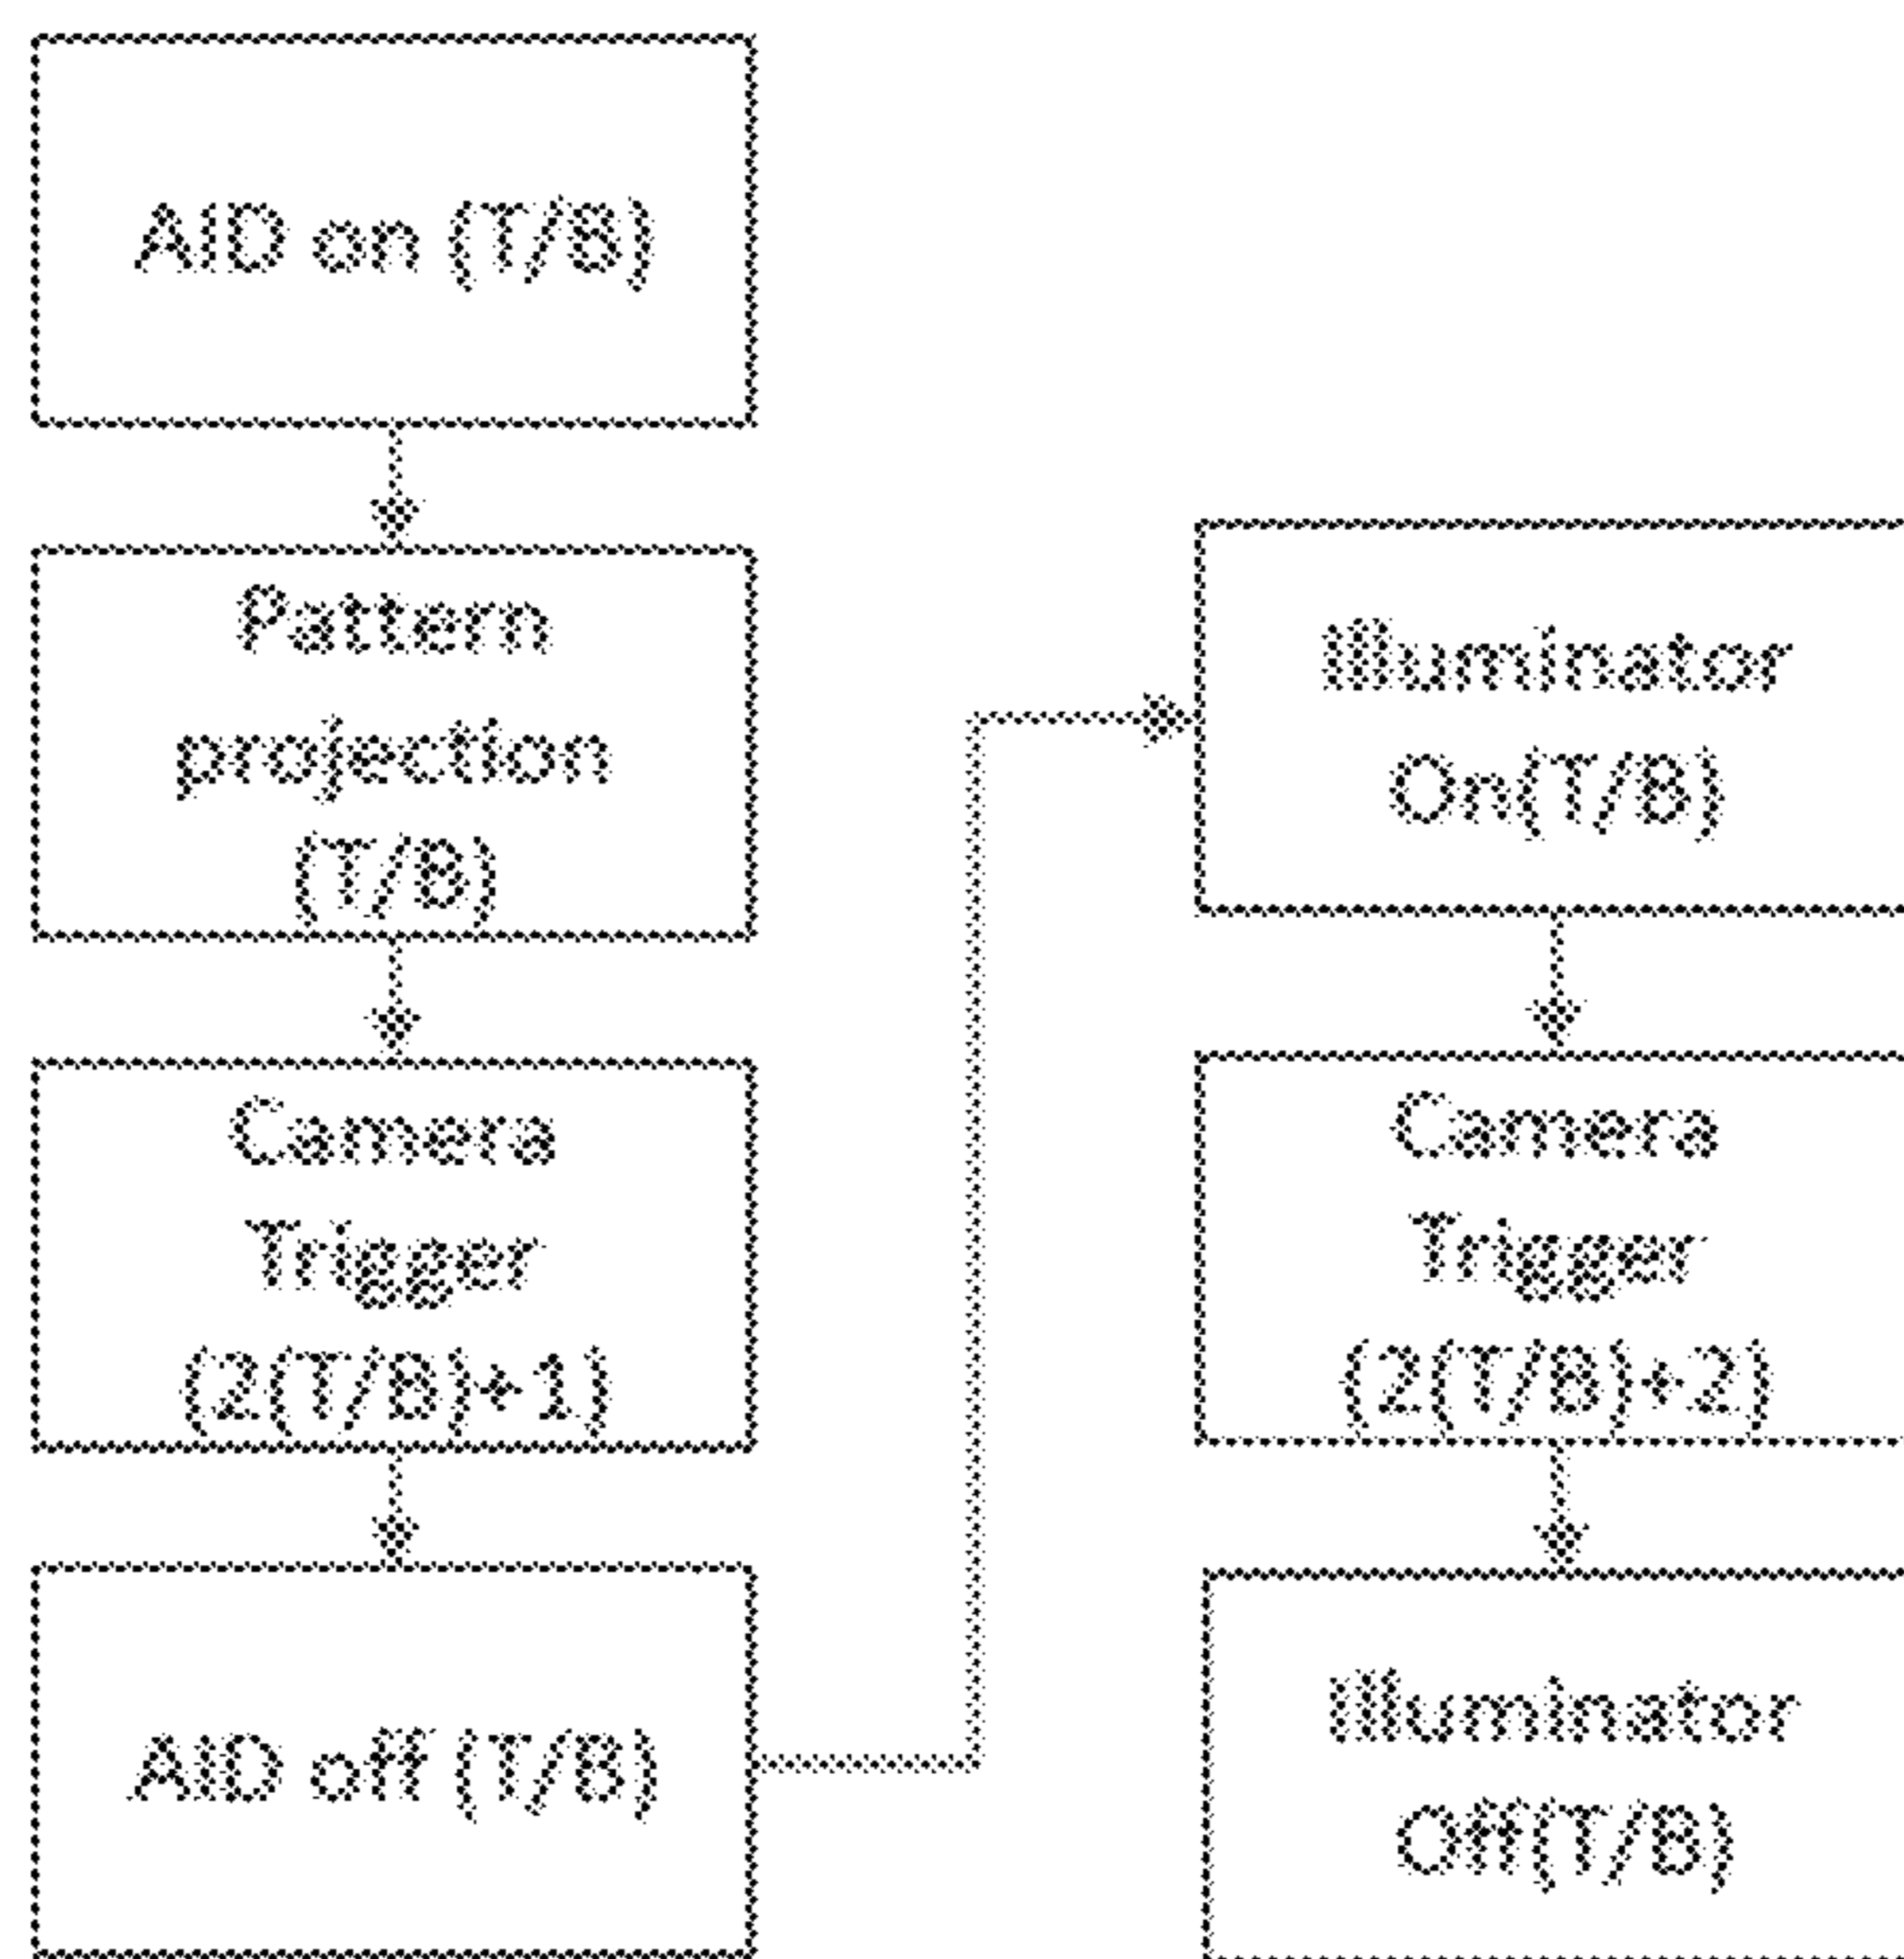 AID on (T/B)
Pattern
projection
(T/B)
Camera
Trigger
(2(T/B)+1)
AID off (T/B)
Illuminator
On(T/B)
Camera
Trigger
(2(T/B)+2)
Illuminator
Off(T/B)